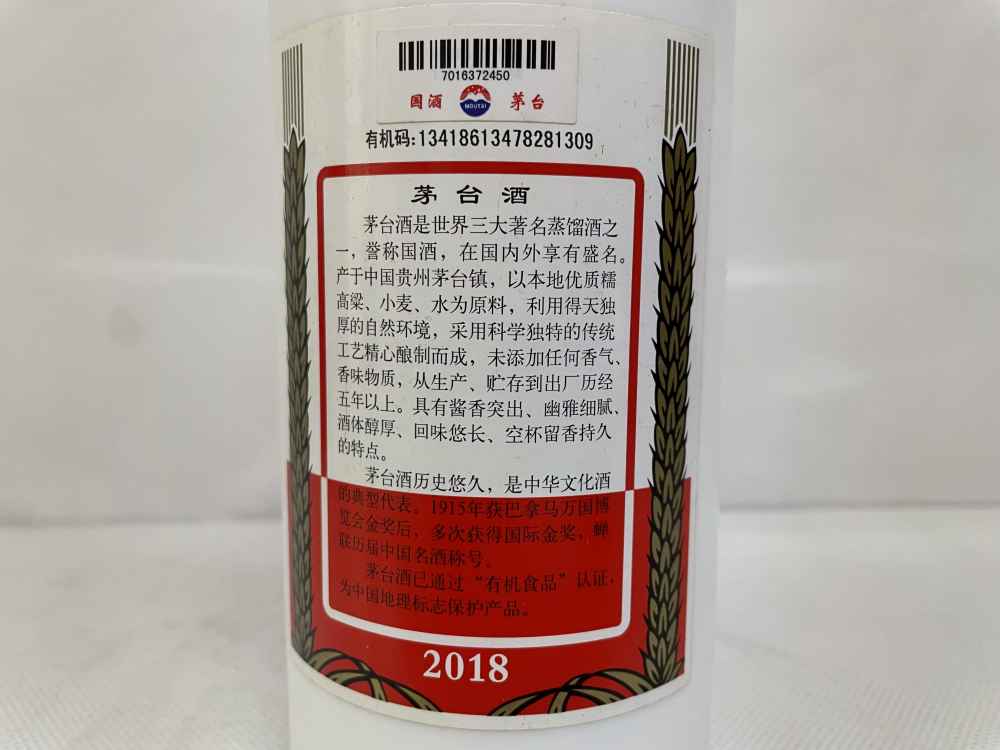 7016372450
国酒 MOUTAI 茅台
有机码:13418613478281309
茅台酒
茅台酒是世界三大著名蒸馏酒之
一，誉称国酒，在国内外享有盛名。
产于中国贵州茅台镇，以本地优质糯
高粱、小麦、水为原料，利用得天独
厚的自然环境，采用科学独特的传统
工艺精心酿制而成，未添加任何香气、
香味物质，从生产、贮存到出厂历经
五年以上。具有酱香突出、幽雅细腻、
酒体醇厚、回味悠长、空杯留香持久
的特点。
茅台酒历史悠久，是中华文化酒
的典型代表。1915年获巴拿马万国博
览会金奖后，多次获得国际金奖，蝉
联历届中国名酒称号。
茅台酒已通过“有机食品”认证，
为中国地理标志保护产品。
2018